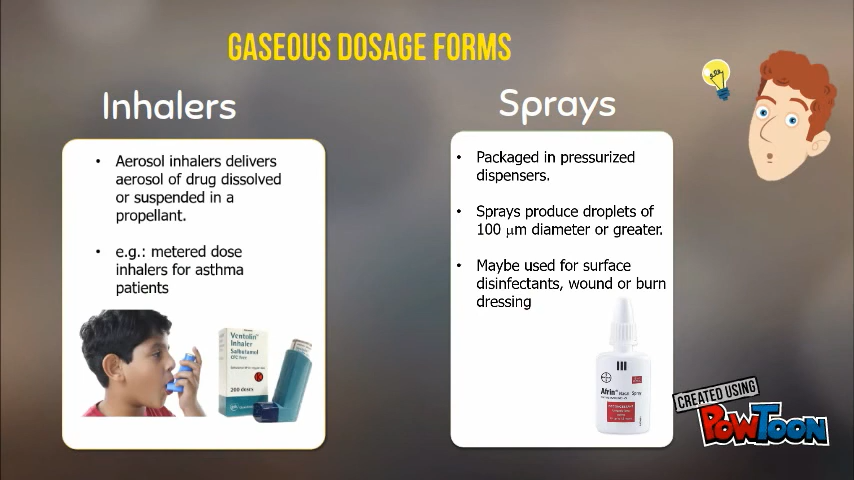 GASEOUS DOSAGE FORMS
Inhalers
• Aerosol inhalers delivers
aerosol of drug dissolved
or suspended in a
propellant.
• e.g.: metered dose
inhalers for asthma
patients
Ventolin
Inhaler
Salbutamol
200 doses
Sprays
• Packaged in pressurized
dispensers.
• Sprays produce droplets of
100 μm diameter or greater.
• Maybe used for surface
disinfectants, wound or burn
dressing
Afrin Nasal Spray
CREATED USING
POWTOON